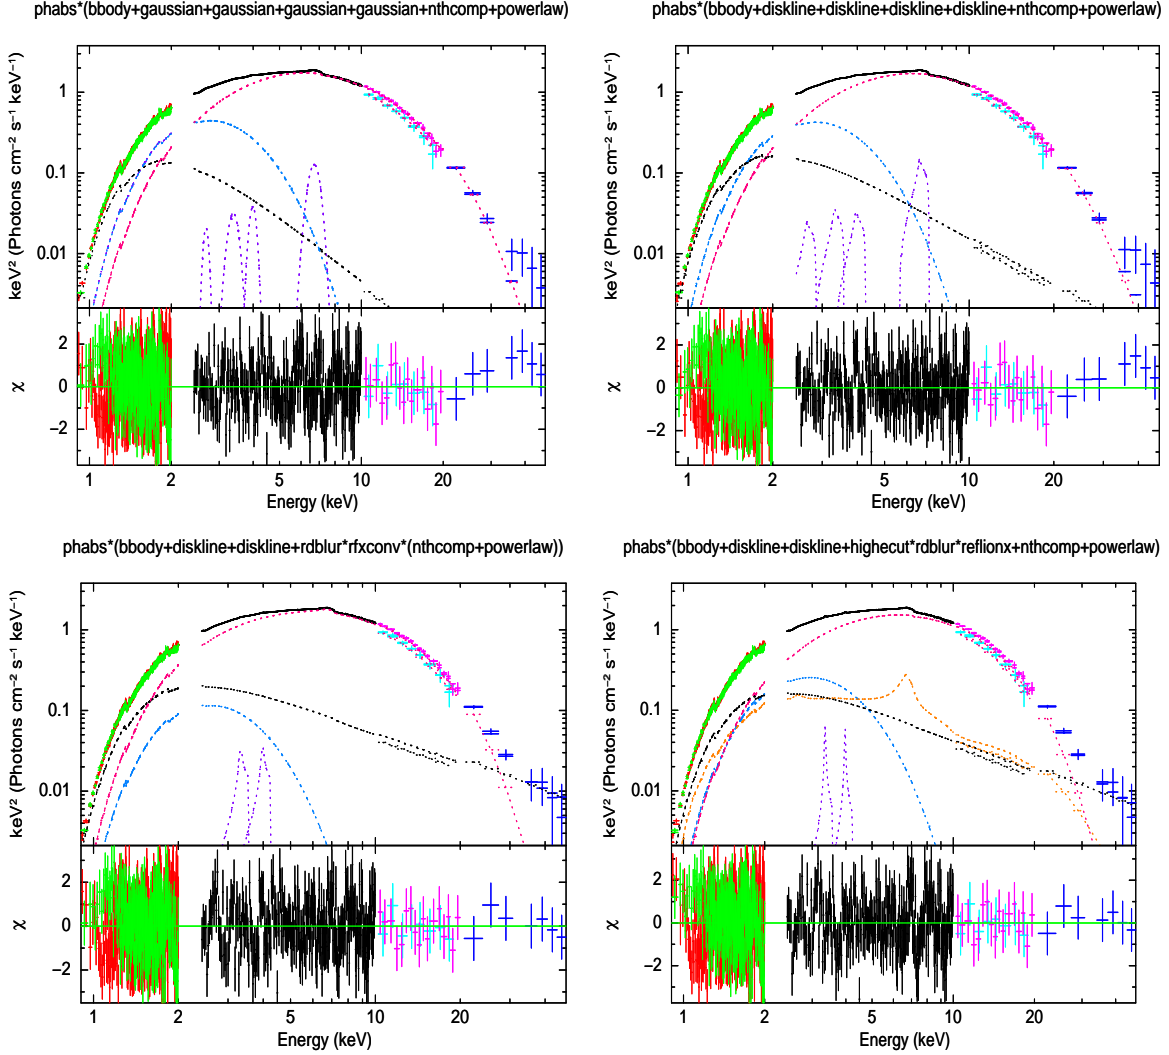 phabs*(bbody+gaussian+gaussian+gaussian+gaussian+nthcomp+powerlaw)
keV² (Photons cm⁻² s⁻¹ keV⁻¹)
1
0.1
0.01
χ
2
0
−2
1 2 5 10 20
Energy (keV)
phabs*(bbody+diskline+diskline+diskline+diskline+nthcomp+powerlaw)
keV² (Photons cm⁻² s⁻¹ keV⁻¹)
1
0.1
0.01
χ
2
0
−2
1 2 5 10 20
Energy (keV)
phabs*(bbody+diskline+diskline+rdblur*rfxconv*(nthcomp+powerlaw))
keV² (Photons cm⁻² s⁻¹ keV⁻¹)
1
0.1
0.01
χ
2
0
−2
1 2 5 10 20
Energy (keV)
phabs*(bbody+diskline+diskline+highecut*rdblur*reflionx+nthcomp+powerlaw)
keV² (Photons cm⁻² s⁻¹ keV⁻¹)
1
0.1
0.01
χ
2
0
−2
1 2 5 10 20
Energy (keV)